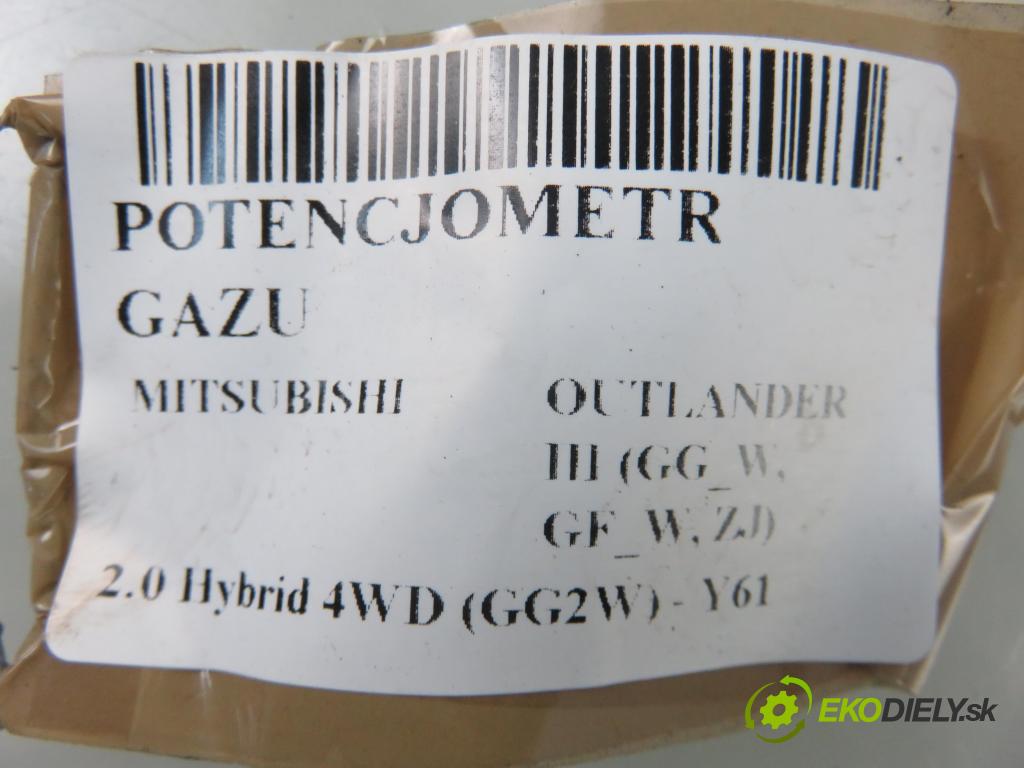 POTENCJOMETR
GAZU
MITSUBISHI OUTLANDER
III (GG_W,
GF_W, ZJ)
2.0 Hybrid 4WD (GG2W) - Y61
EKODIELY.sk